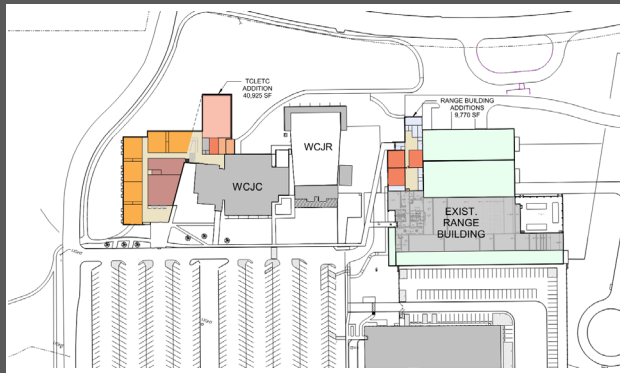 TCLETC
ADDITION
40,925 SF
RANGE BUILDING
ADDITIONS
9,770 SF
WCJR
WCJC
EXIST.
RANGE
BUILDING